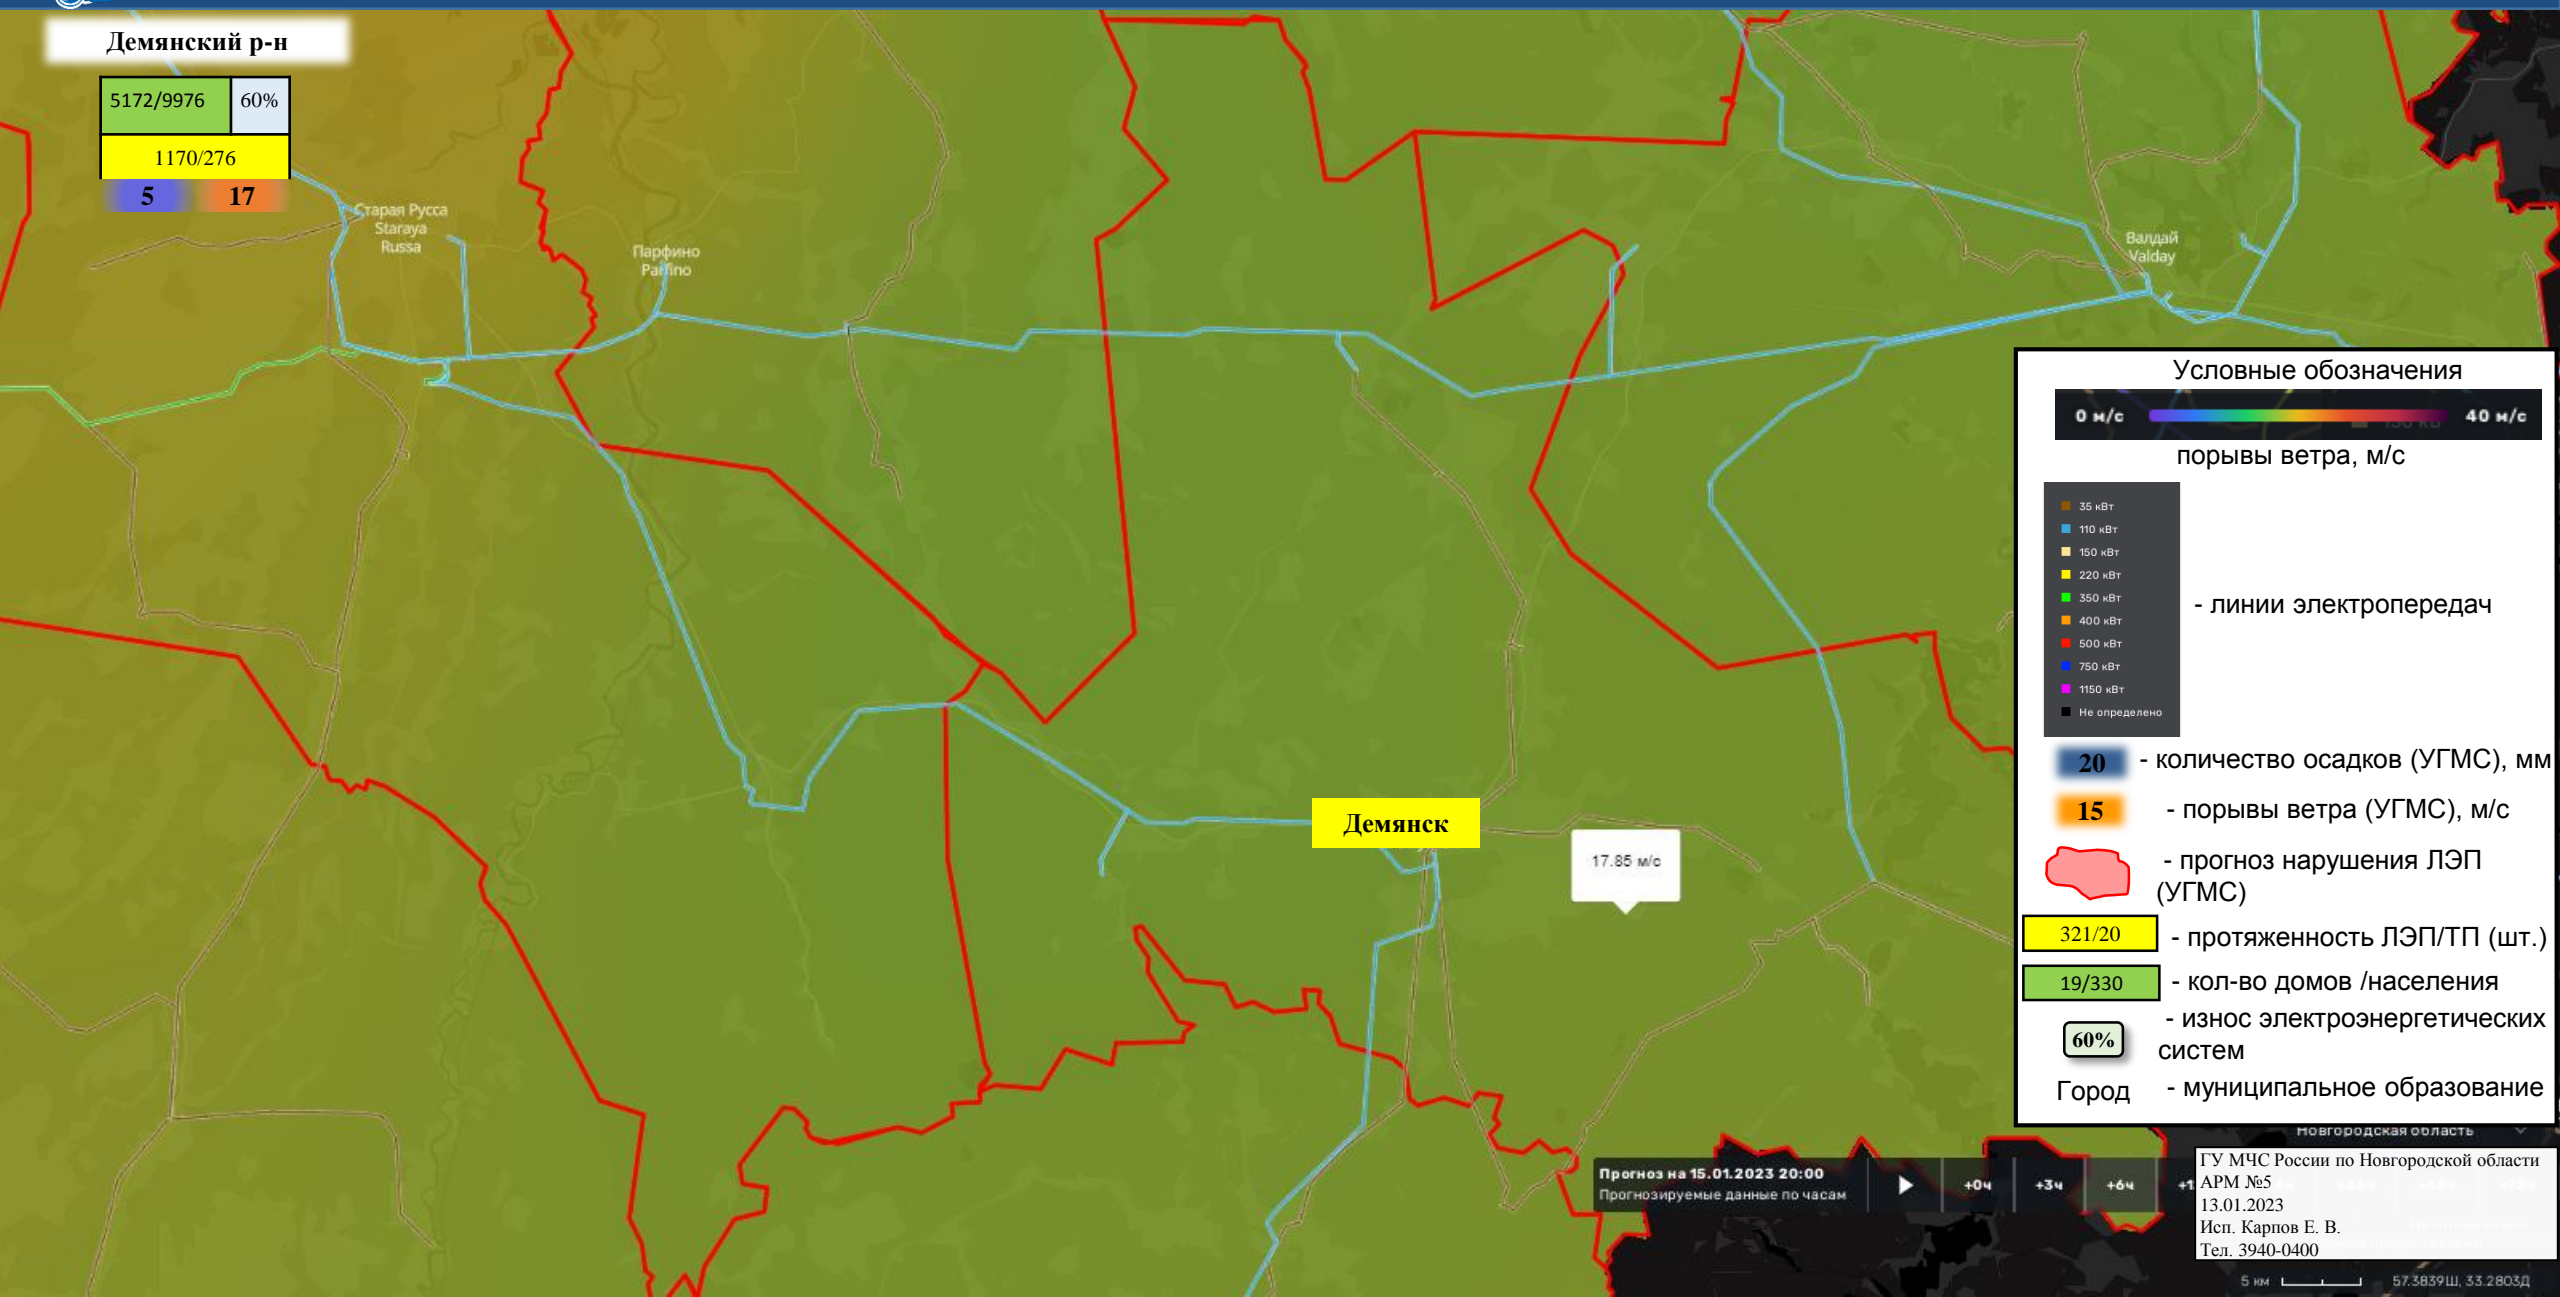 Демянский р-н
5172/9976 60%
1170/276
5 17
Старая Русса
Staraya
Russa
Парфино
Parfino
Валдай
Valday
Демянск
17.85 м/с
Условные обозначения
0 м/с 40 м/с
порывы ветра, м/с
35 кВт
110 кВт
150 кВт
220 кВт
350 кВт
400 кВт
500 кВт
750 кВт
1150 кВт
Не определено
- линии электропередач
20 - количество осадков (УГМС), мм
15 - порывы ветра (УГМС), м/с
- прогноз нарушения ЛЭП
(УГМС)
321/20 - протяженность ЛЭП/ТП (шт.)
19/330 - кол-во домов /населения
60% - износ электроэнергетических
систем
Город - муниципальное образование
Новгородская область
Прогноз на 15.01.2023 20:00
Прогнозируемые данные по часам
+0ч +3ч +6ч
ГУ МЧС России по Новгородской области
АРМ №5
13.01.2023
Исп. Карпов Е. В.
Тел. 3940-0400
5 км 57.3839Ш, 33.2803Д